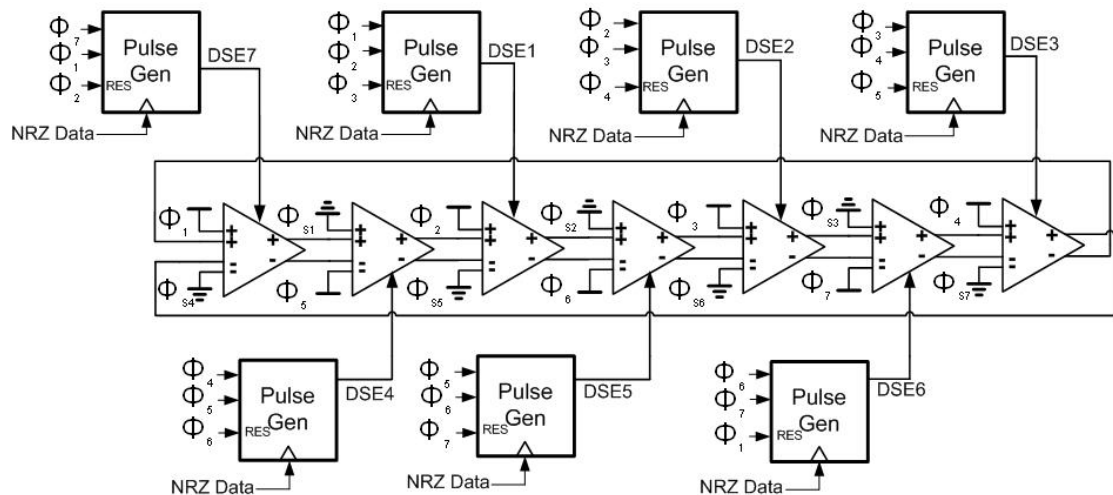 Φ7
Φ1
Φ2
RES
Pulse
Gen
DSE7
NRZ Data
Φ1
Φ2
Φ3
RES
Pulse
Gen
DSE1
NRZ Data
Φ2
Φ3
Φ4
RES
Pulse
Gen
DSE2
NRZ Data
Φ3
Φ4
Φ5
RES
Pulse
Gen
DSE3
NRZ Data
Φ1
ΦS1
Φ2
ΦS2
Φ3
ΦS3
Φ4
ΦS4
Φ5
ΦS5
Φ6
ΦS6
Φ7
ΦS7
Φ4
Φ5
Φ6
RES
Pulse
Gen
DSE4
NRZ Data
Φ5
Φ6
Φ7
RES
Pulse
Gen
DSE5
NRZ Data
Φ6
Φ7
Φ1
RES
Pulse
Gen
DSE6
NRZ Data